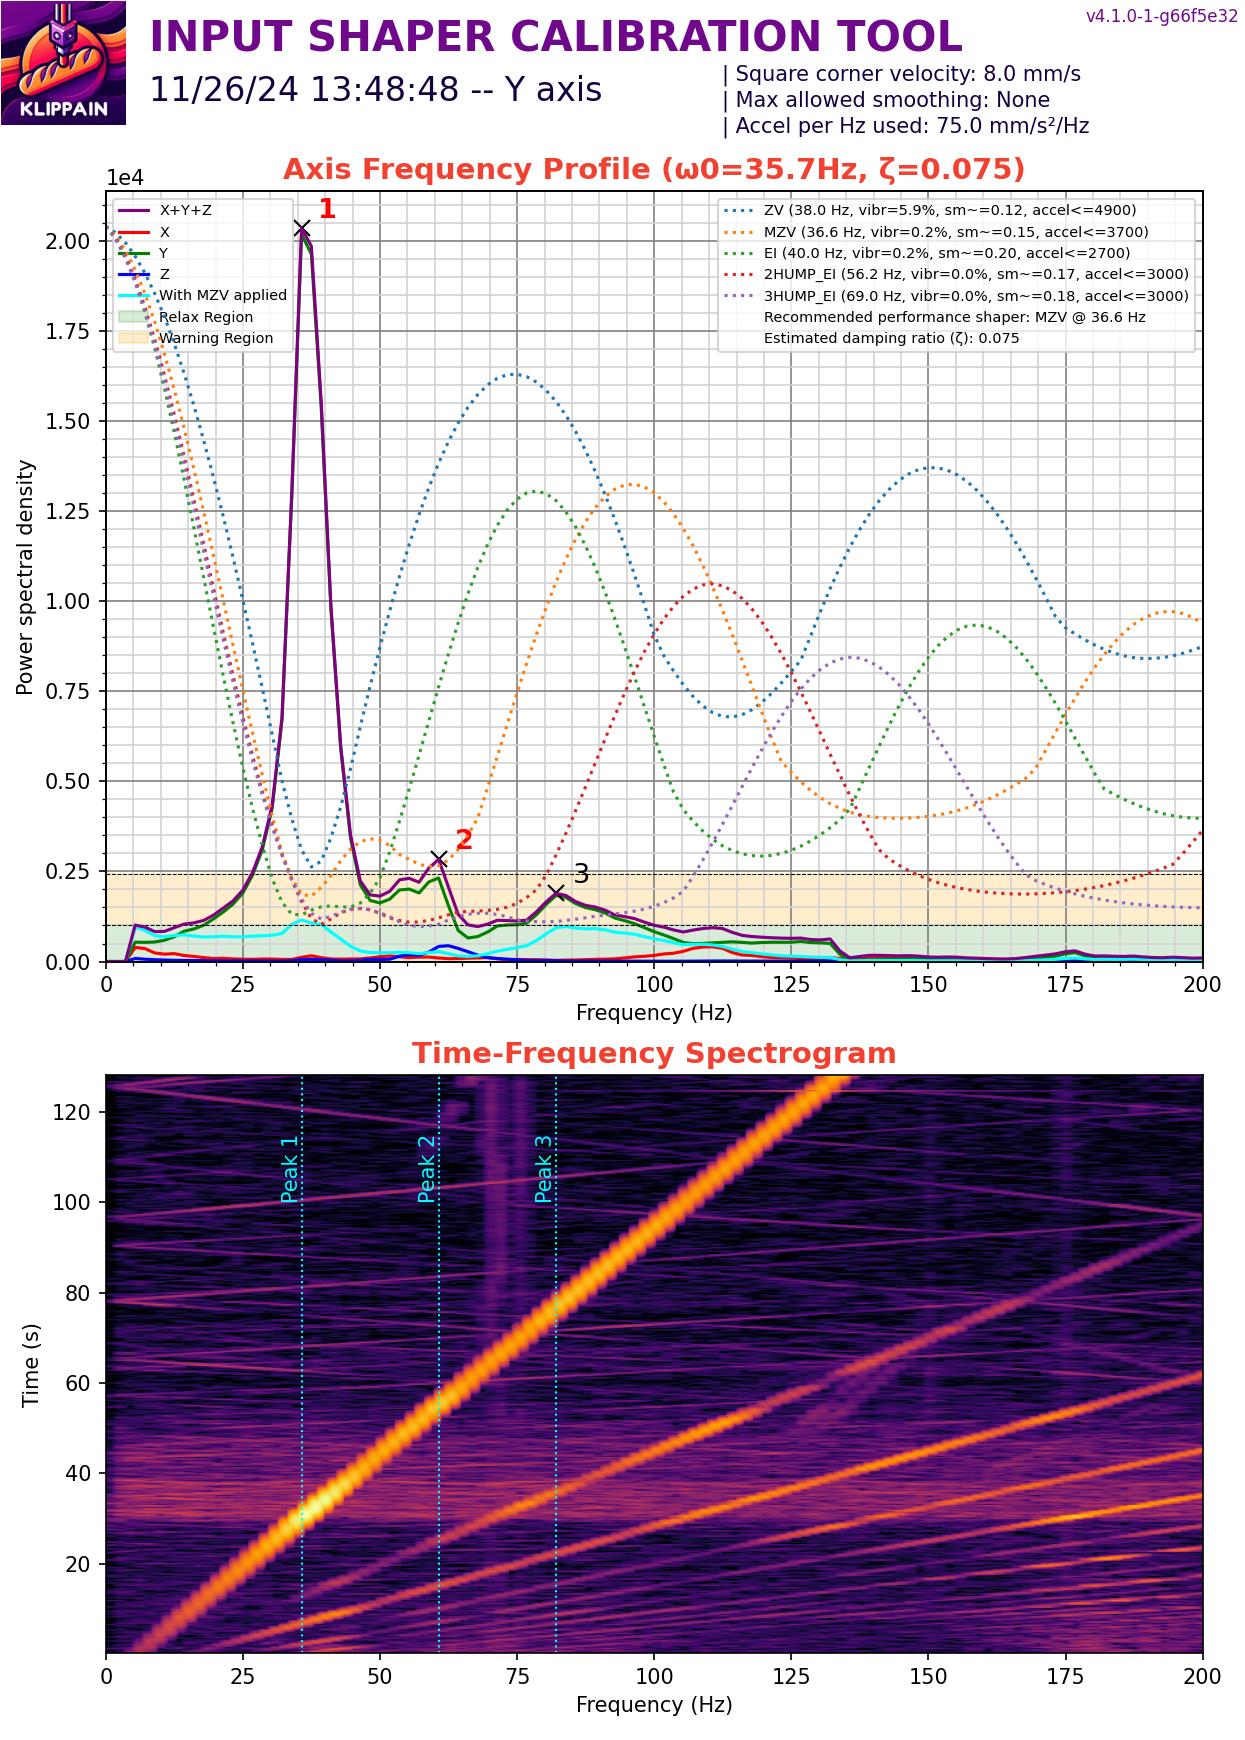 v4.1.0-1-g66f5e32
INPUT SHAPER CALIBRATION TOOL
11/26/24 13:48:48 -- Y axis
| Square corner velocity: 8.0 mm/s
| Max allowed smoothing: None
| Accel per Hz used: 75.0 mm/s²/Hz
KLIPPAIN
Axis Frequency Profile (ω0=35.7Hz, ζ=0.075)
1e4
X+Y+Z
X
Y
Z
With MZV applied
Relax Region
Warning Region
ZV (38.0 Hz, vibr=5.9%, sm~=0.12, accel<=4900)
MZV (36.6 Hz, vibr=0.2%, sm~=0.15, accel<=3700)
EI (40.0 Hz, vibr=0.2%, sm~=0.20, accel<=2700)
2HUMP_EI (56.2 Hz, vibr=0.0%, sm~=0.17, accel<=3000)
3HUMP_EI (69.0 Hz, vibr=0.0%, sm~=0.18, accel<=3000)
Recommended performance shaper: MZV @ 36.6 Hz
Estimated damping ratio (ζ): 0.075
1
2
3
Power spectral density
2.00
1.75
1.50
1.25
1.00
0.75
0.50
0.25
0.00
0 25 50 75 100 125 150 175 200
Frequency (Hz)
Time-Frequency Spectrogram
Peak 1
Peak 2
Peak 3
Time (s)
120
100
80
60
40
20
0 25 50 75 100 125 150 175 200
Frequency (Hz)